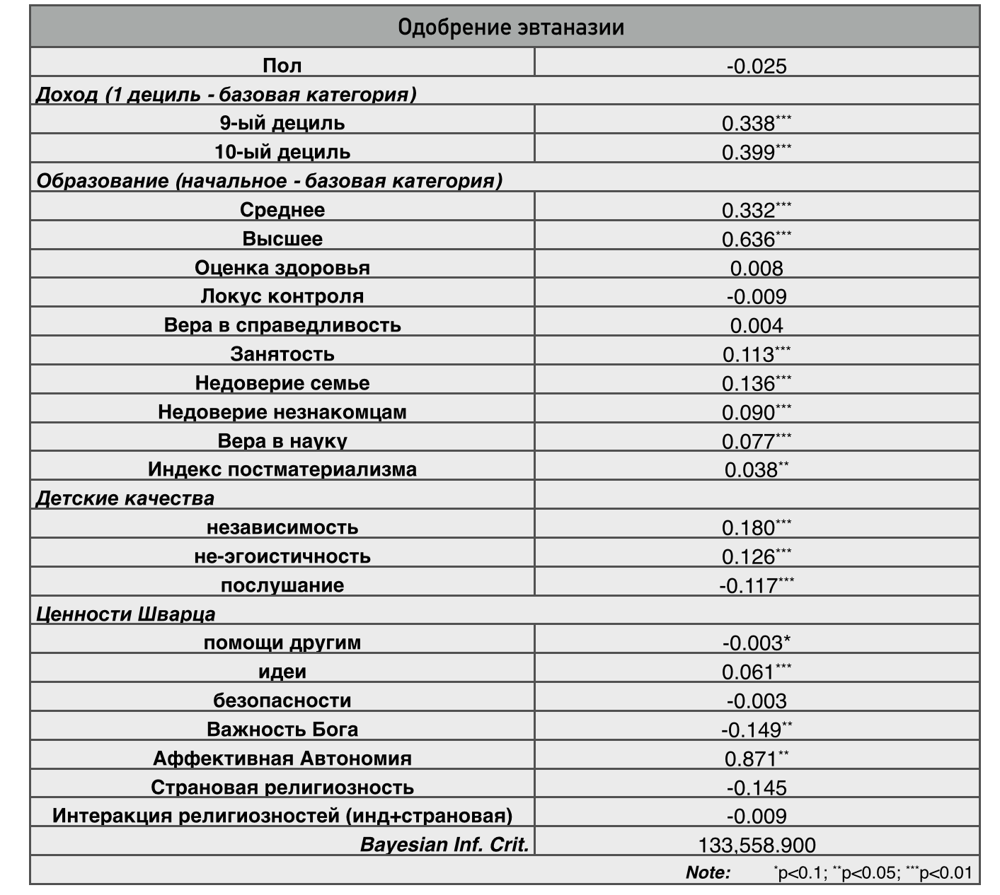 Одобрение эвтаназии
Пол -0.025
Доход (1 дециль - базовая категория)
9-ый дециль 0.338***
10-ый дециль 0.399***
Образование (начальное - базовая категория)
Среднее 0.332***
Высшее 0.636***
Оценка здоровья 0.008
Локус контроля -0.009
Вера в справедливость 0.004
Занятость 0.113***
Недоверие семье 0.136***
Недоверие незнакомцам 0.090***
Вера в науку 0.077***
Индекс постматериализма 0.038**
Детские качества
независимость 0.180***
не-эгоистичность 0.126***
послушание -0.117***
Ценности Шварца
помощи другим -0.003*
идеи 0.061***
безопасности -0.003
Важность Бога -0.149**
Аффективная Автономия 0.871**
Страновая религиозность -0.145
Интеракция религиозностей (инд+страновая) -0.009
Bayesian Inf. Crit. 133,558.900
Note: *p<0.1; **p<0.05; ***p<0.01